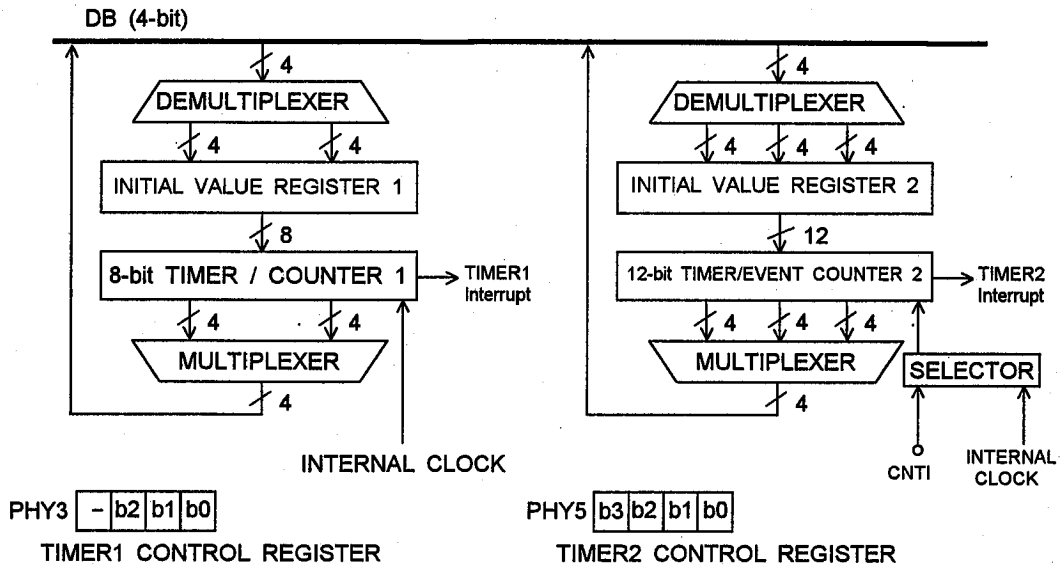 DB (4-bit)
4
4
DEMULTIPLEXER
DEMULTIPLEXER
4
4
4
4
4
INITIAL VALUE REGISTER 1
INITIAL VALUE REGISTER 2
8
12
8-bit TIMER / COUNTER 1
TIMER1
Interrupt
12-bit TIMER/EVENT COUNTER 2
TIMER2
Interrupt
4
4
4
4
4
MULTIPLEXER
MULTIPLEXER
SELECTOR
4
4
INTERNAL CLOCK
CNTI
INTERNAL
CLOCK
PHY3 - b2 b1 b0
PHY5 b3 b2 b1 b0
TIMER1 CONTROL REGISTER
TIMER2 CONTROL REGISTER